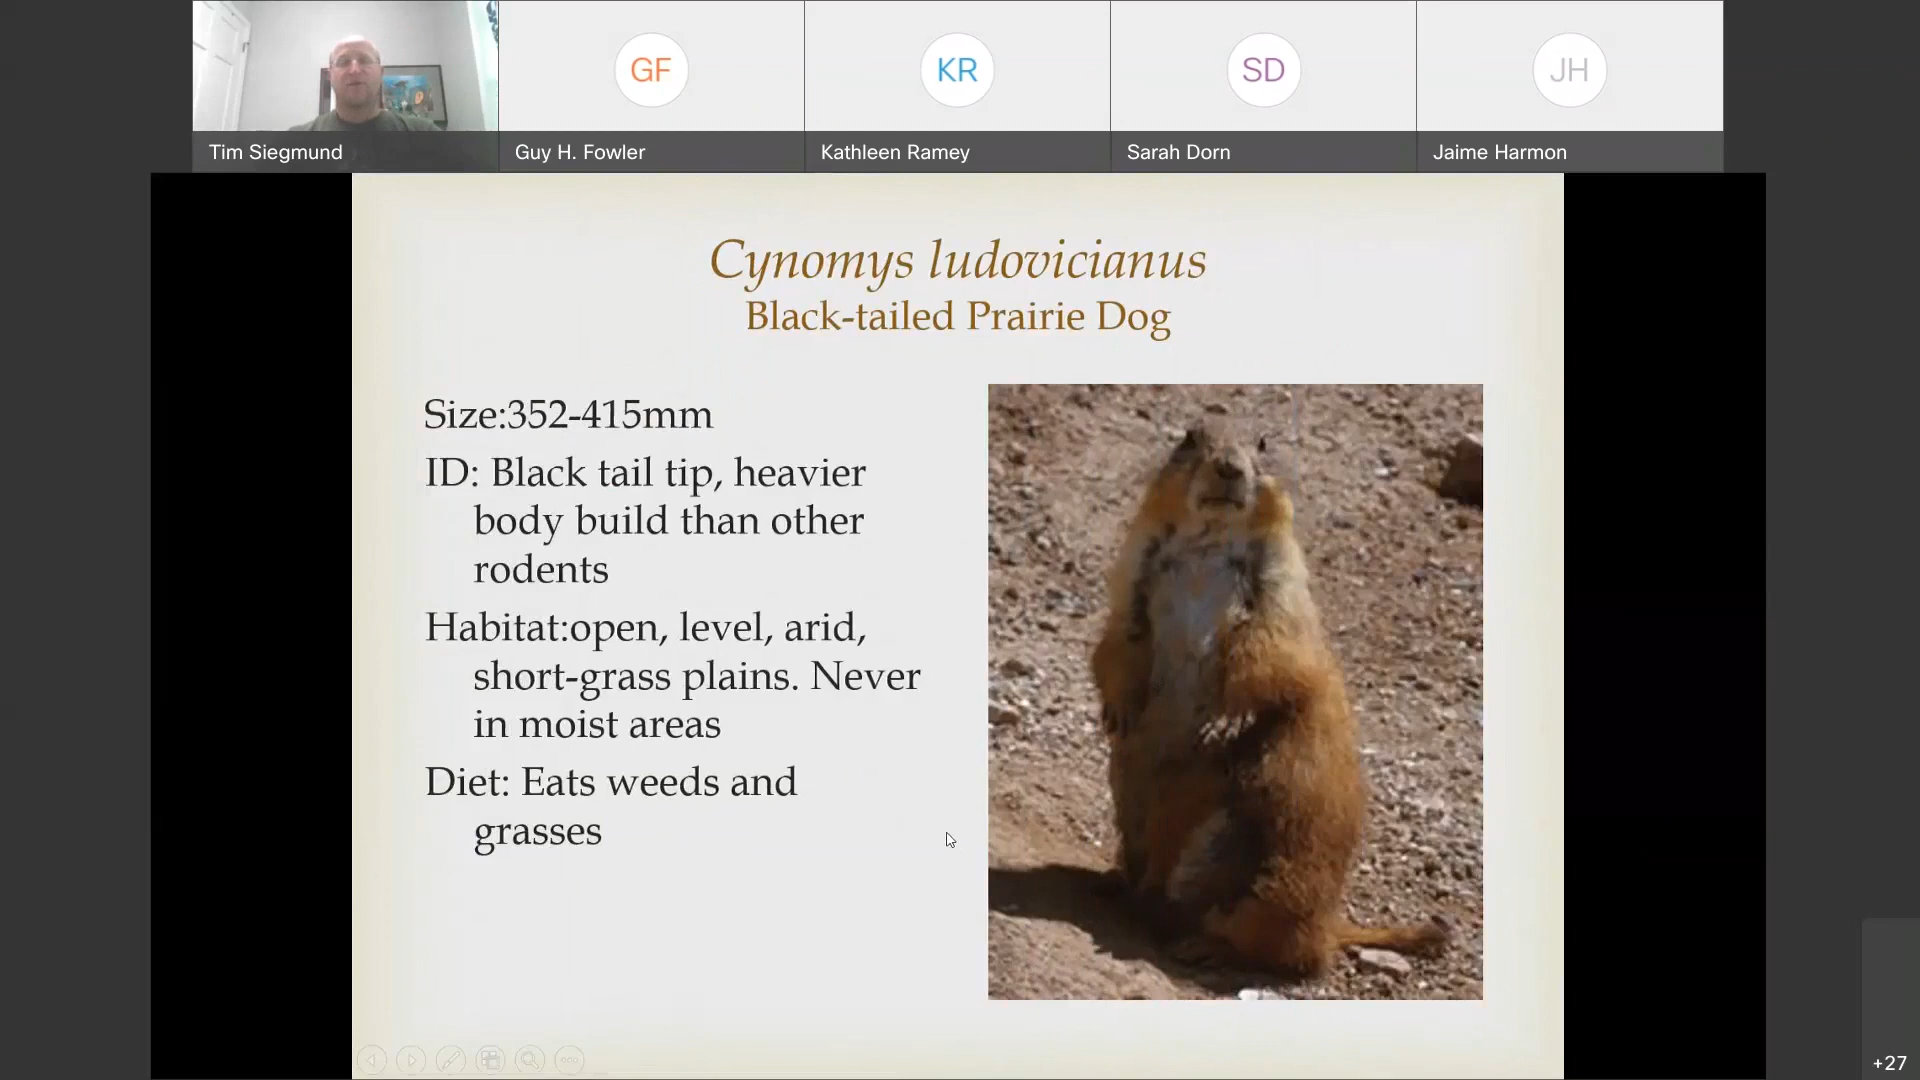 GF
KR
SD
JH
Tim Siegmund
Guy H. Fowler
Kathleen Ramey
Sarah Dorn
Jaime Harmon
Cynomys ludovicianus
Black-tailed Prairie Dog
Size:352-415mm
ID: Black tail tip, heavier
body build than other
rodents
Habitat:open, level, arid,
short-grass plains. Never
in moist areas
Diet: Eats weeds and
grasses
+27